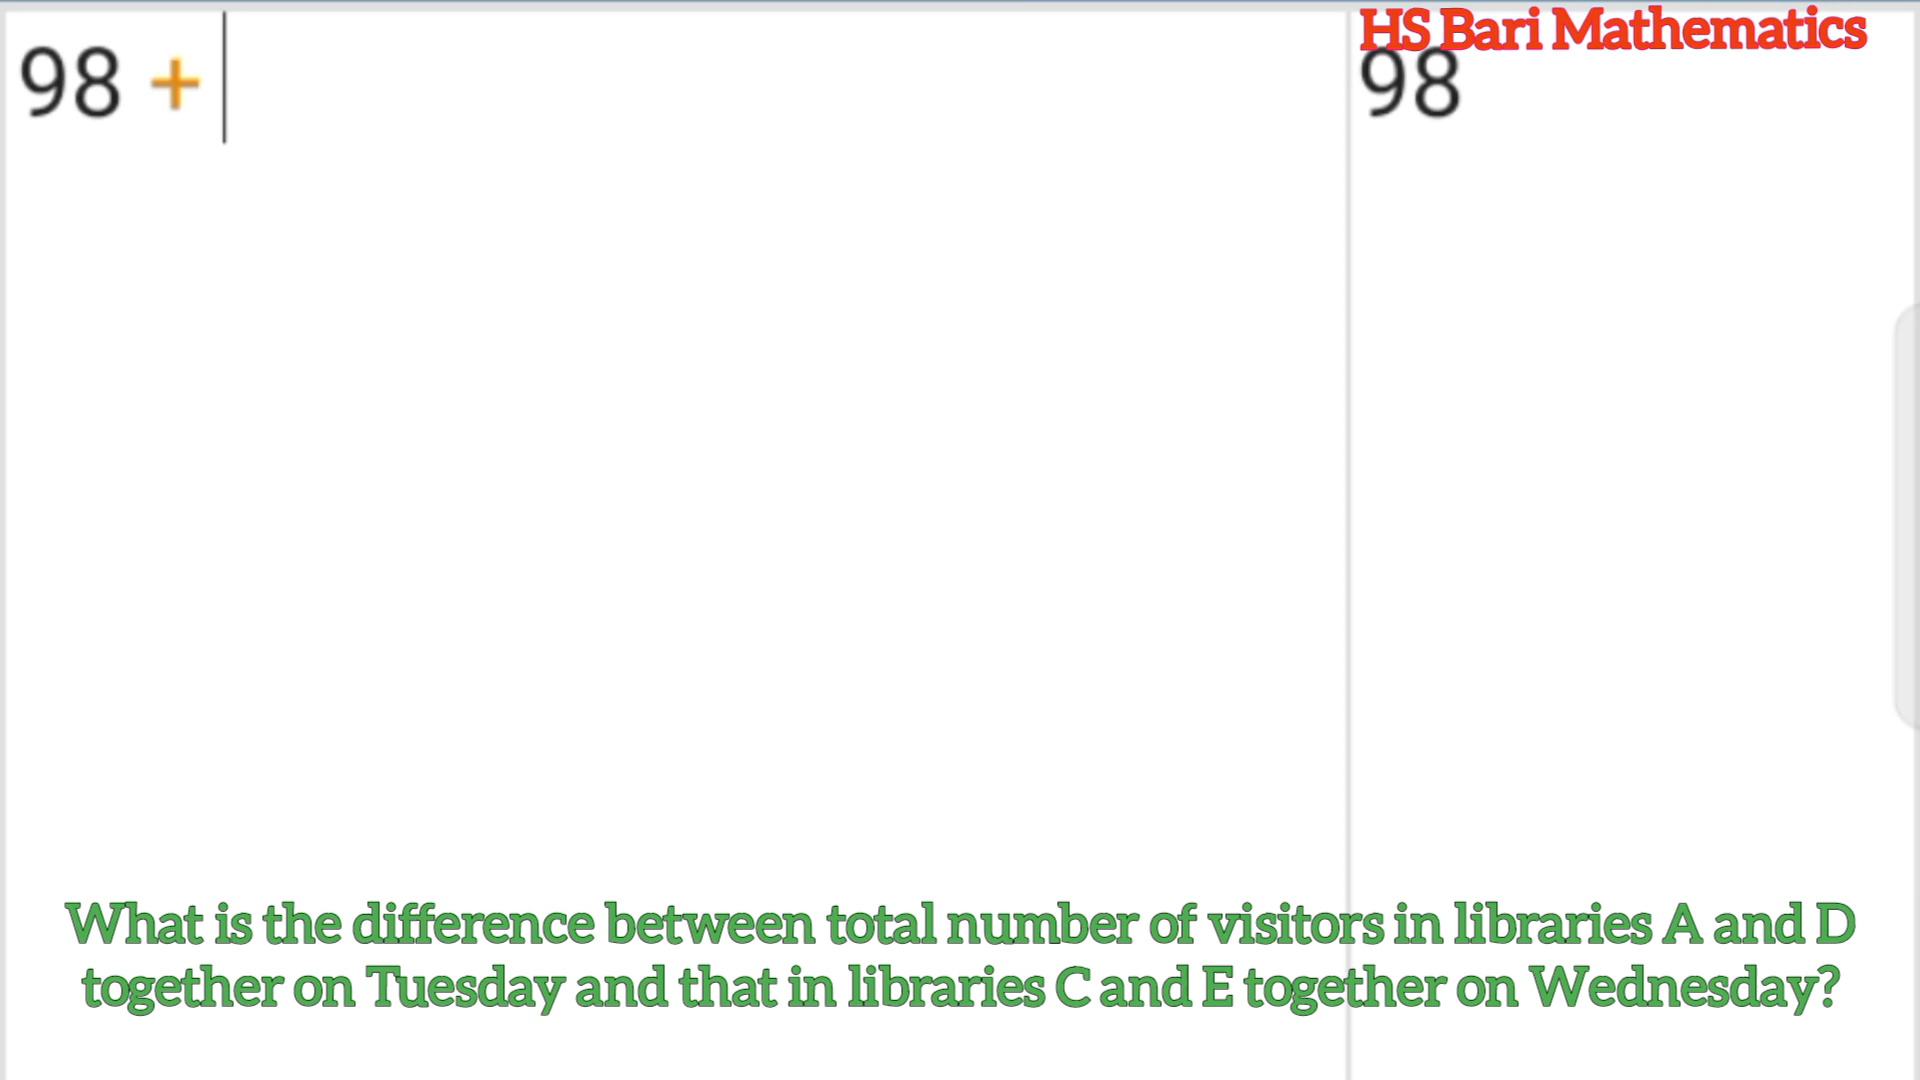 HS Bari Mathematics
98 +
98
What is the difference between total number of visitors in libraries A and D
together on Tuesday and that in libraries C and E together on Wednesday?